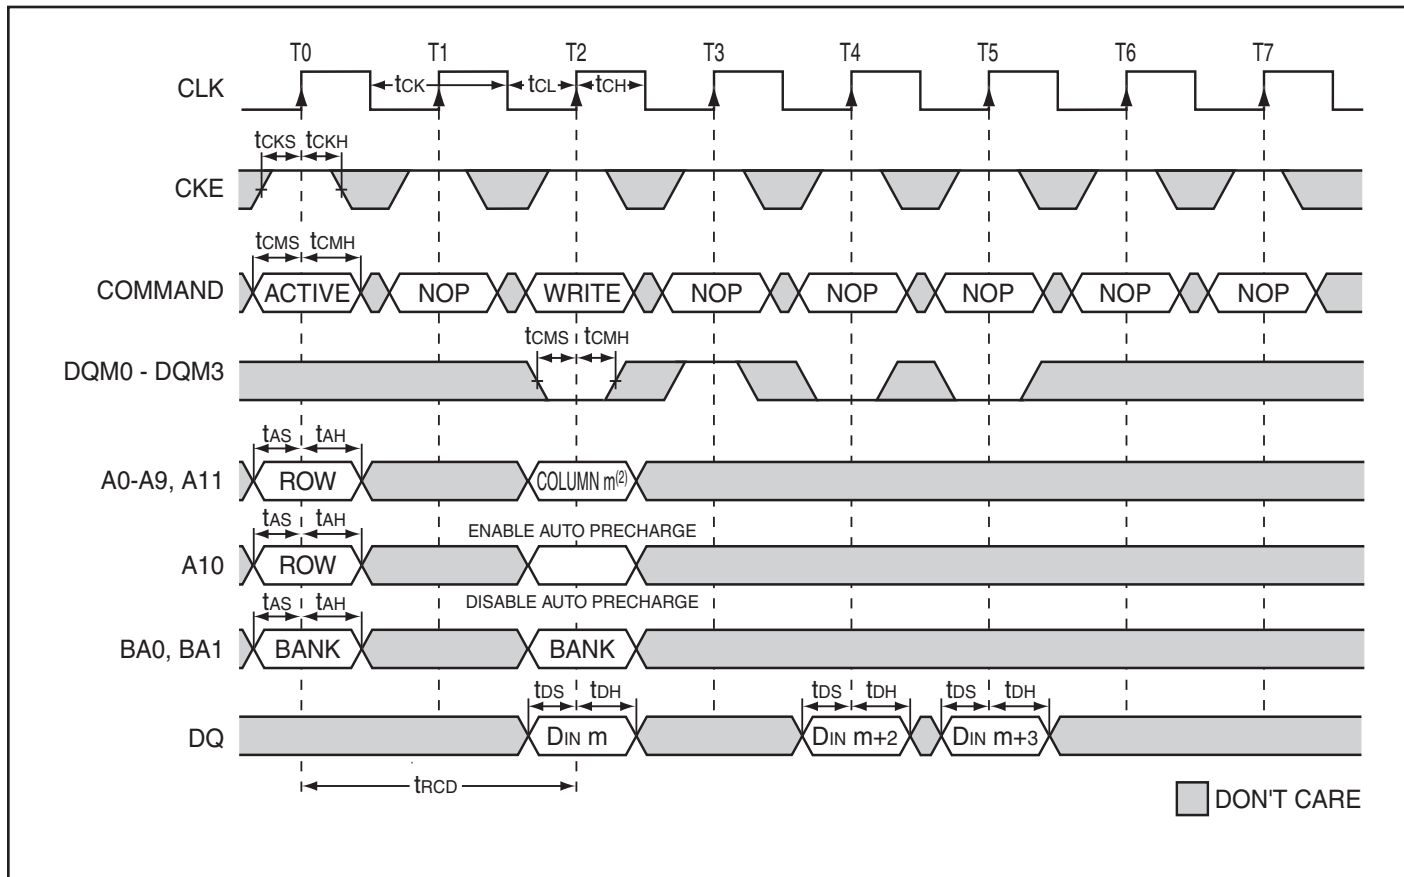 T0 T1 T2 T3 T4 T5 T6 T7
CLK tCK tCL tCH
tCKS tCKH
CKE
tCMS tCMH
COMMAND ACTIVE NOP WRITE NOP NOP NOP NOP NOP
tCMS tCMH
DQM0 - DQM3
tAS tAH
A0-A9, A11 ROW COLUMN m(2)
tAS tAH ENABLE AUTO PRECHARGE
A10 ROW
tAS tAH DISABLE AUTO PRECHARGE
BA0, BA1 BANK BANK
tDS tDH tDS tDH tDS tDH
DQ DIN m DIN m+2 DIN m+3
tRCD
DON'T CARE